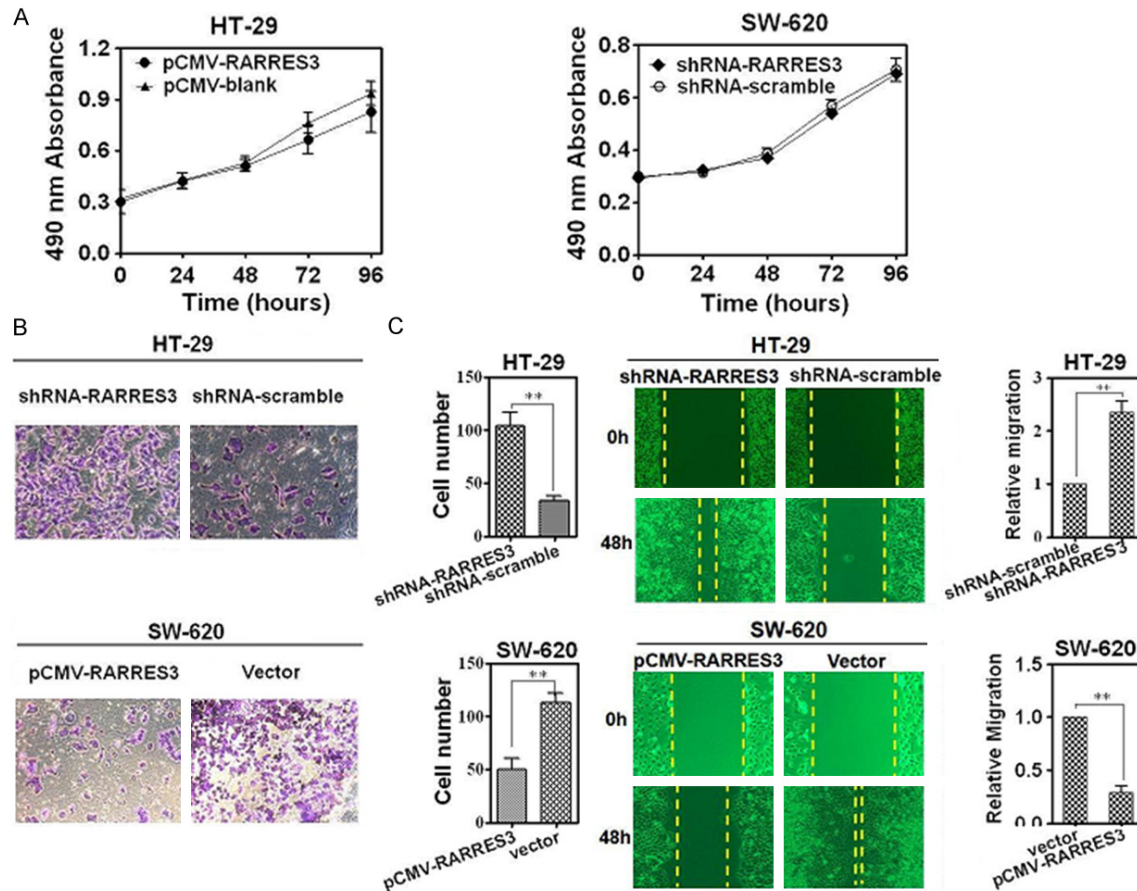 A
HT-29
1.2
0.9
0.6
0.3
0.0
490 nm Absorbance
pCMV-RARRES3
pCMV-blank
0 24 48 72 96
Time (hours)
SW-620
0.8
0.6
0.4
0.2
0.0
490 nm Absorbance
shRNA-RARRES3
shRNA-scramble
0 24 48 72 96
Time (hours)
B
HT-29
shRNA-RARRES3 shRNA-scramble
SW-620
pCMV-RARRES3 Vector
C
HT-29
150
100
50
0
Cell number
**
shRNA-RARRES3
shRNA-scramble
HT-29
shRNA-RARRES3 shRNA-scramble
0h
48h
HT-29
3
2
1
0
Relative migration
**
shRNA-scramble
shRNA-RARRES3
SW-620
150
100
50
0
Cell number
**
pCMV-RARRES3
vector
SW-620
pCMV-RARRES3 Vector
0h
48h
SW-620
1.5
1.0
0.5
0.0
Relative Migration
**
vector
pCMV-RARRES3